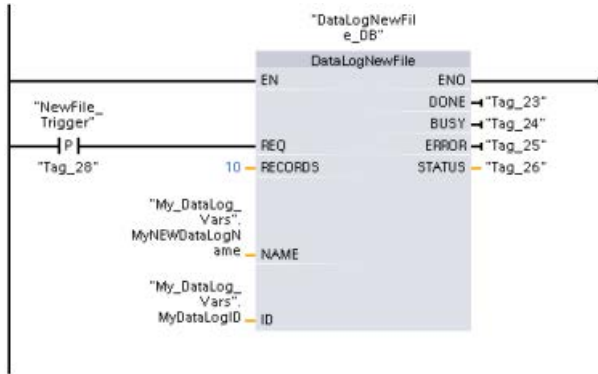 "DataLogNewFil
e_DB"
DataLogNewFile
EN
ENO
DONE
"Tag_23"
"NewFile_
Trigger"
BUSY
"Tag_24"
P
REQ
ERROR
"Tag_25"
"Tag_28"
10
RECORDS
STATUS
"Tag_26"
"My_DataLog_
Vars".
MyNEWDataLogN
ame
NAME
"My_DataLog_
Vars".
MyDataLogID
ID